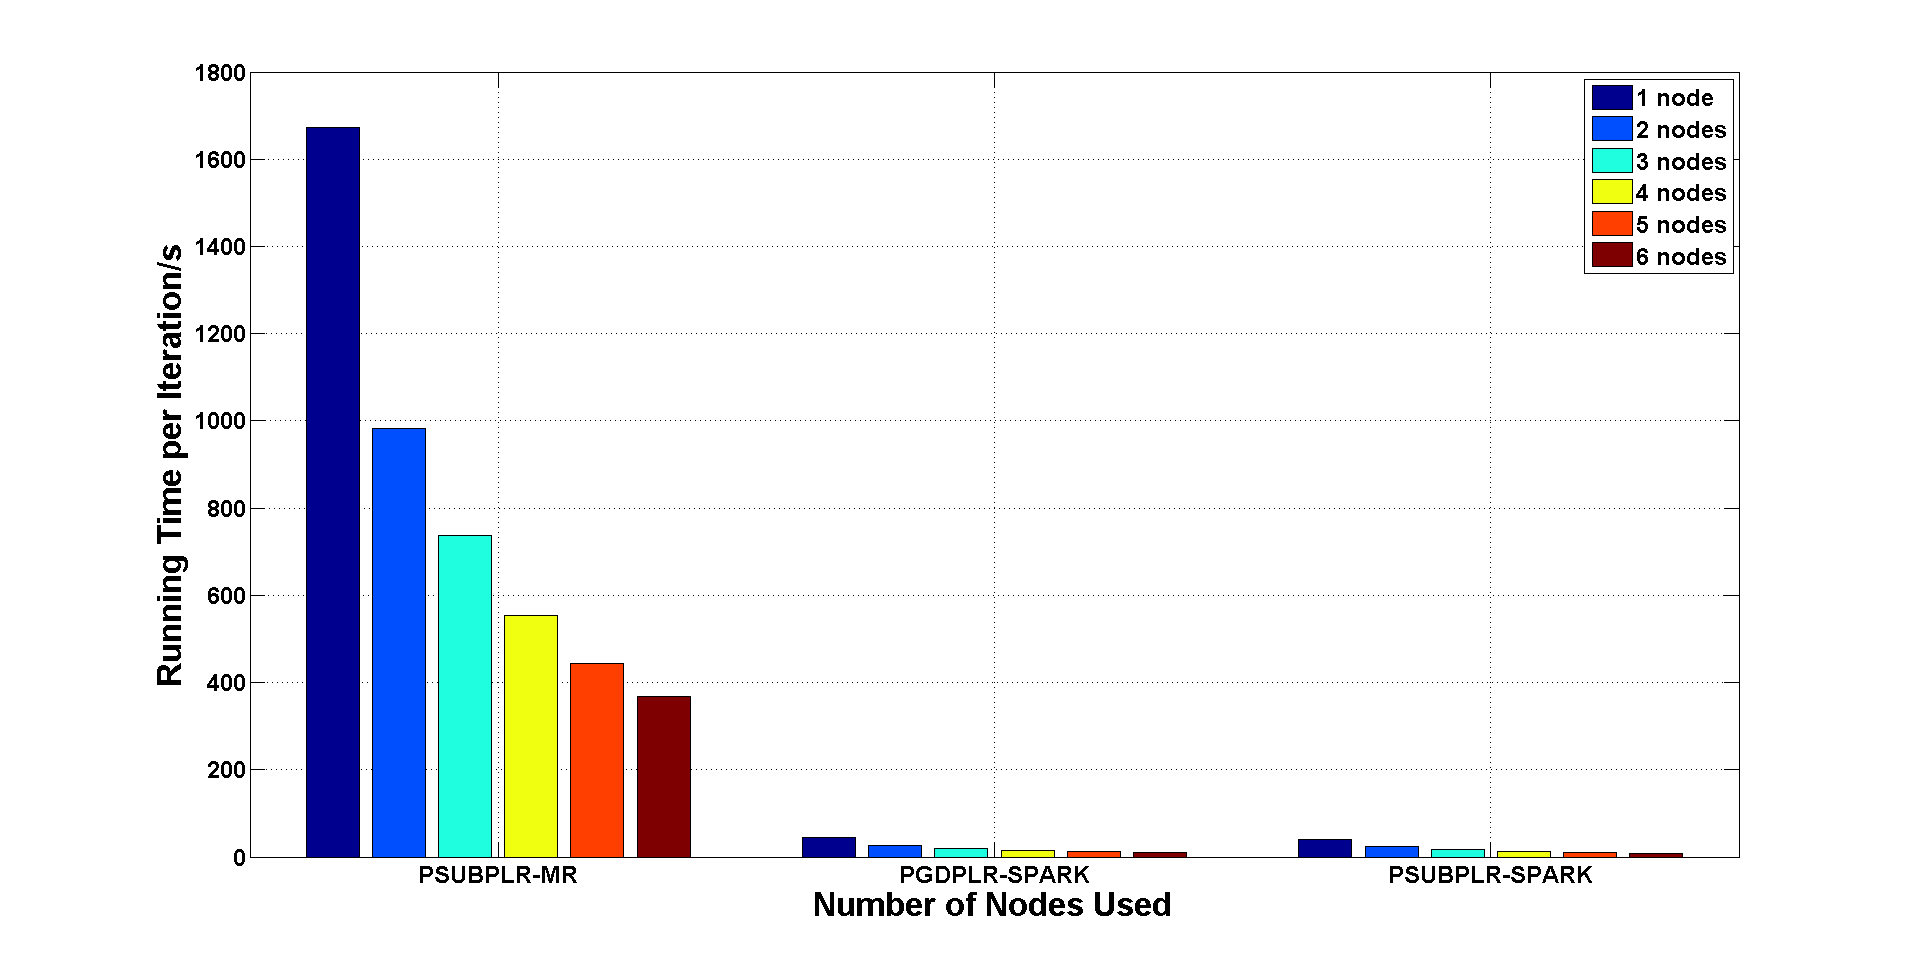 1800
1600
1400
1200
1000
800
600
400
200
0
Running Time per Iteration/s
1 node
2 nodes
3 nodes
4 nodes
5 nodes
6 nodes
PSUBPLR-MR
PGDPLR-SPARK
PSUBPLR-SPARK
Number of Nodes Used